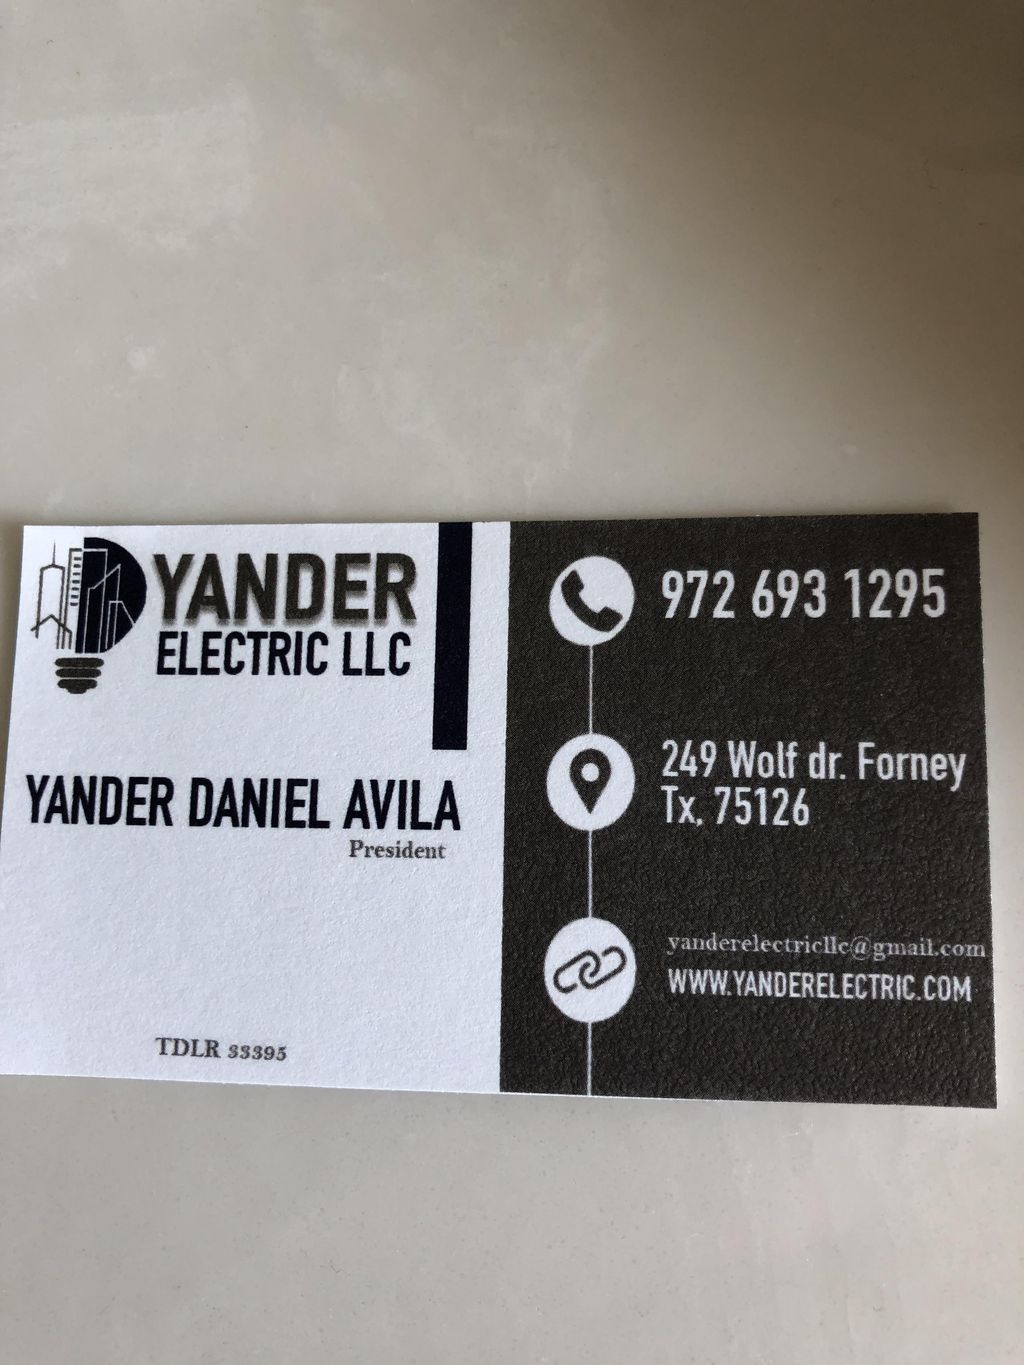 YANDER
ELECTRIC LLC
YANDER DANIEL AVILA
President
TDLR 33395
972 693 1295
249 Wolf dr. Forney
Tx, 75126
yanderelectricllc@gmail.com
WWW.YANDERELECTRIC.COM